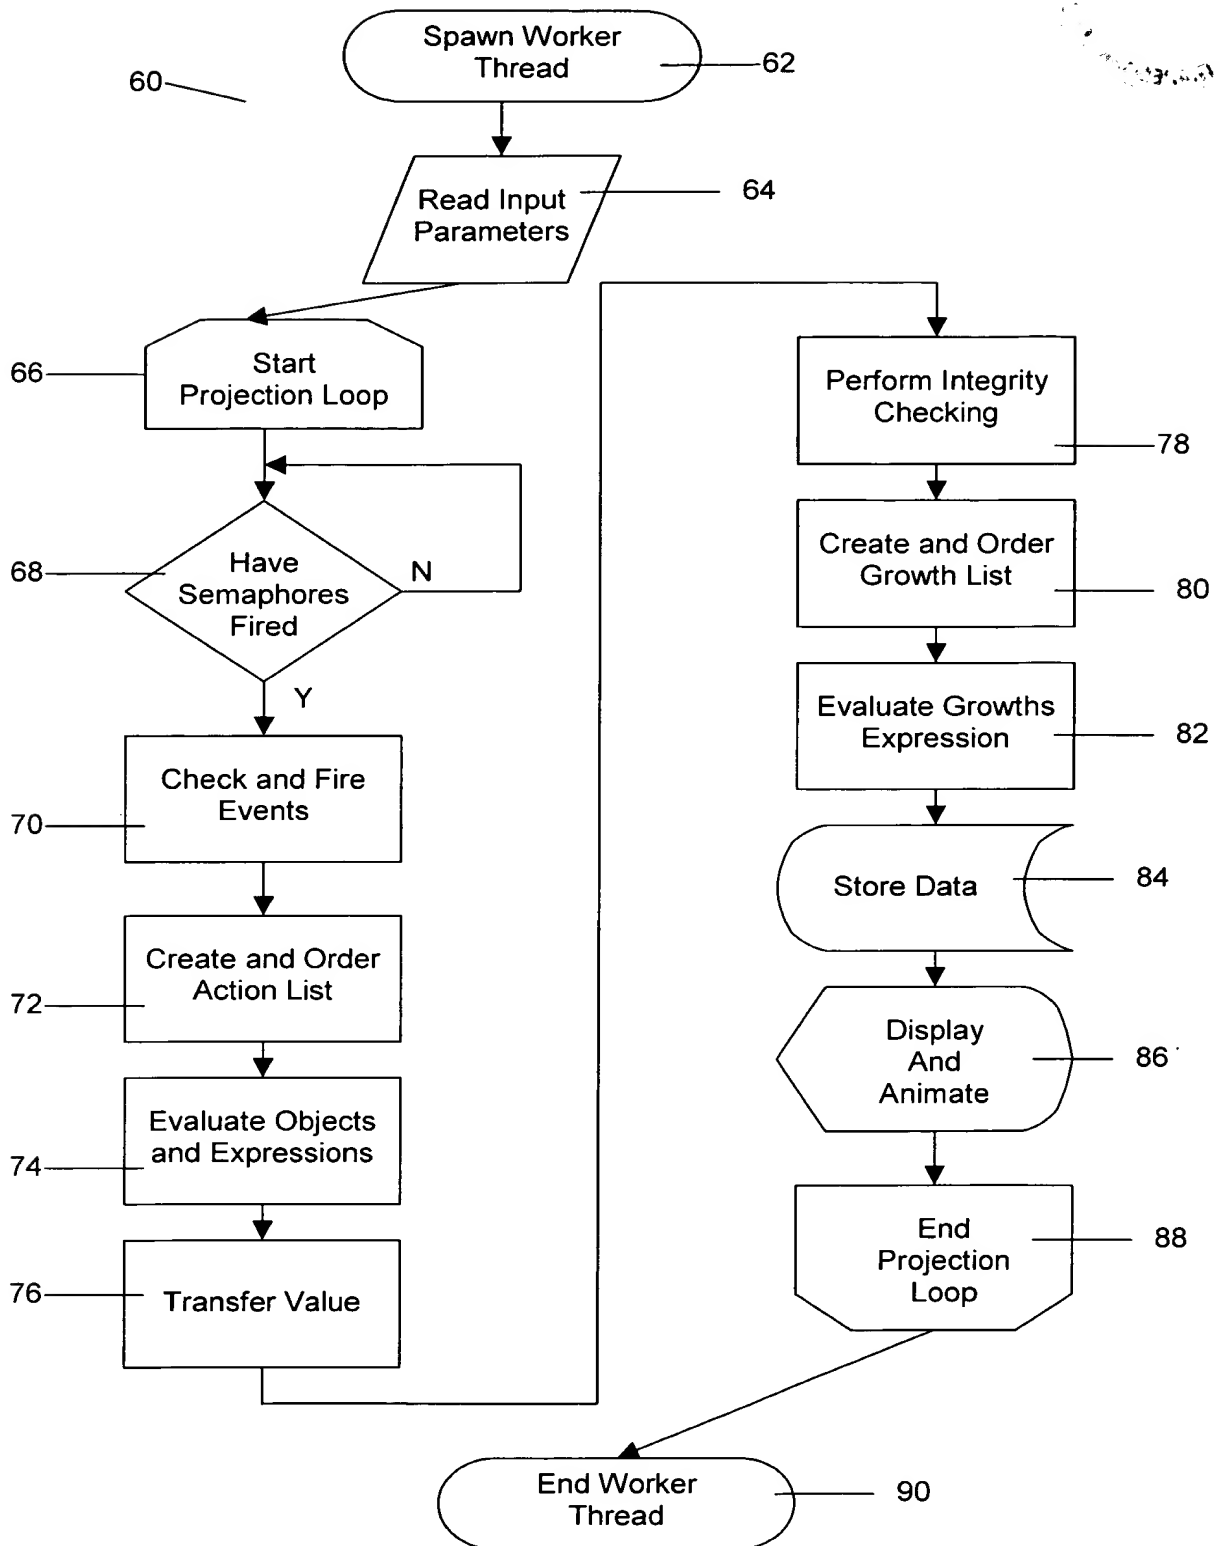 Spawn Worker
Thread
62
60
Read Input
Parameters
64
Start
Projection Loop
66
Have
Semaphores
Fired
68
N
Y
Check and Fire
Events
70
Create and Order
Action List
72
Evaluate Objects
and Expressions
74
Transfer Value
76
Perform Integrity
Checking
78
Create and Order
Growth List
80
Evaluate Growths
Expression
82
Store Data
84
Display
And
Animate
86
End
Projection
Loop
88
End Worker
Thread
90